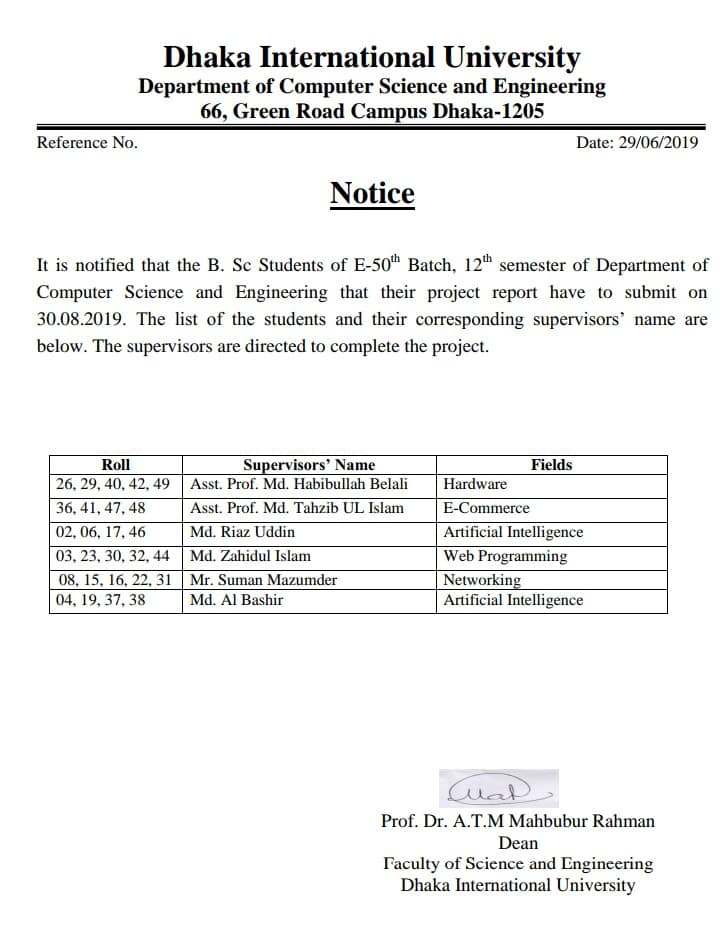 Dhaka International University
Department of Computer Science and Engineering
66, Green Road Campus Dhaka-1205
Reference No. Date: 29/06/2019
Notice
It is notified that the B. Sc Students of E-50th Batch, 12th semester of Department of
Computer Science and Engineering that their project report have to submit on
30.08.2019. The list of the students and their corresponding supervisors’ name are
below. The supervisors are directed to complete the project.
Roll Supervisors’ Name Fields
26, 29, 40, 42, 49 Asst. Prof. Md. Habibullah Belali Hardware
36, 41, 47, 48 Asst. Prof. Md. Tahzib UL Islam E-Commerce
02, 06, 17, 46 Md. Riaz Uddin Artificial Intelligence
03, 23, 30, 32, 44 Md. Zahidul Islam Web Programming
08, 15, 16, 22, 31 Mr. Suman Mazumder Networking
04, 19, 37, 38 Md. Al Bashir Artificial Intelligence
Prof. Dr. A.T.M Mahbubur Rahman
Dean
Faculty of Science and Engineering
Dhaka International University